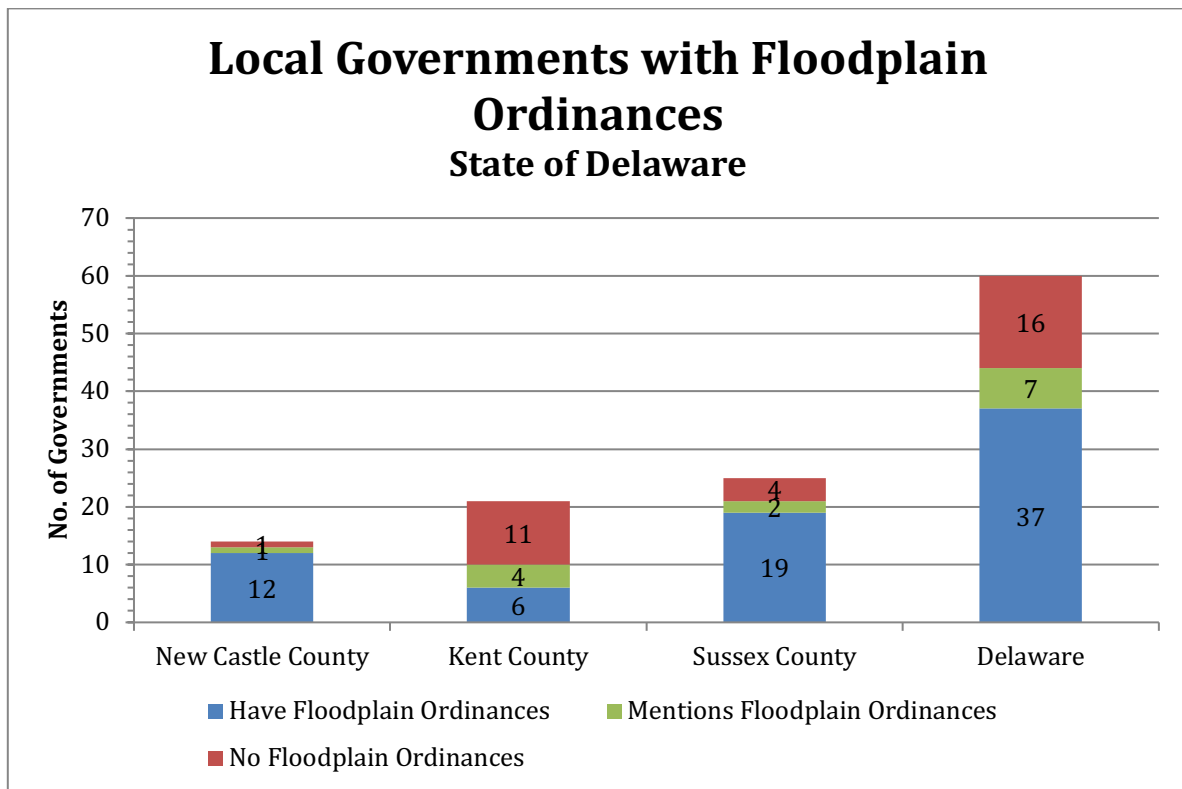 Local Governments with Floodplain
Ordinances
State of Delaware
No. of Governments
70
60
50
40
30
20
10
0
1
1
12
11
4
6
4
2
19
16
7
37
New Castle County
Kent County
Sussex County
Delaware
Have Floodplain Ordinances
Mentions Floodplain Ordinances
No Floodplain Ordinances